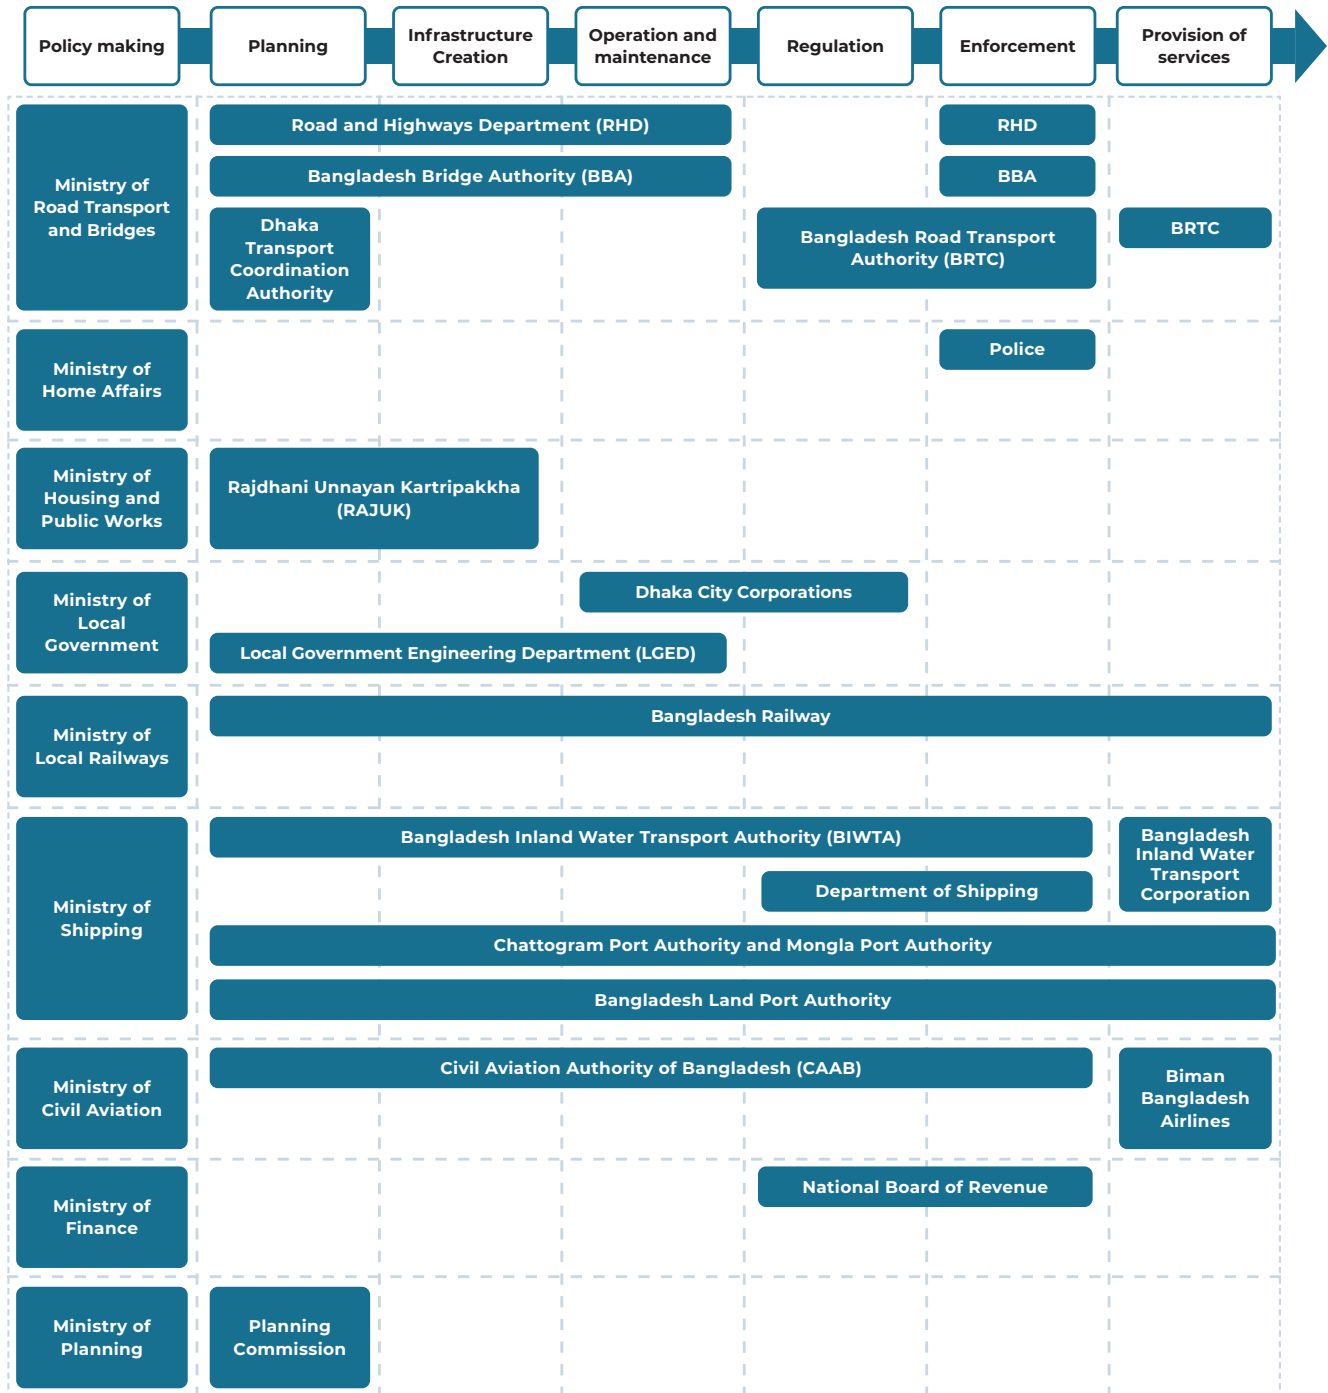 Policy making
Planning
Infrastructure
Creation
Operation and
maintenance
Regulation
Enforcement
Provision of
services
Ministry of
Road Transport
and Bridges
Road and Highways Department (RHD)
RHD
Bangladesh Bridge Authority (BBA)
BBA
Dhaka
Transport
Coordination
Authority
Bangladesh Road Transport
Authority (BRTC)
BRTC
Ministry of
Home Affairs
Police
Ministry of
Housing and
Public Works
Rajdhani Unnayan Kartripakkha
(RAJUK)
Ministry of
Local
Government
Dhaka City Corporations
Local Government Engineering Department (LGED)
Ministry of
Local Railways
Bangladesh Railway
Ministry of
Shipping
Bangladesh Inland Water Transport Authority (BIWTA)
Bangladesh
Inland Water
Transport
Corporation
Department of Shipping
Chattogram Port Authority and Mongla Port Authority
Bangladesh Land Port Authority
Ministry of
Civil Aviation
Civil Aviation Authority of Bangladesh (CAAB)
Biman
Bangladesh
Airlines
Ministry of
Finance
National Board of Revenue
Ministry of
Planning
Planning
Commission